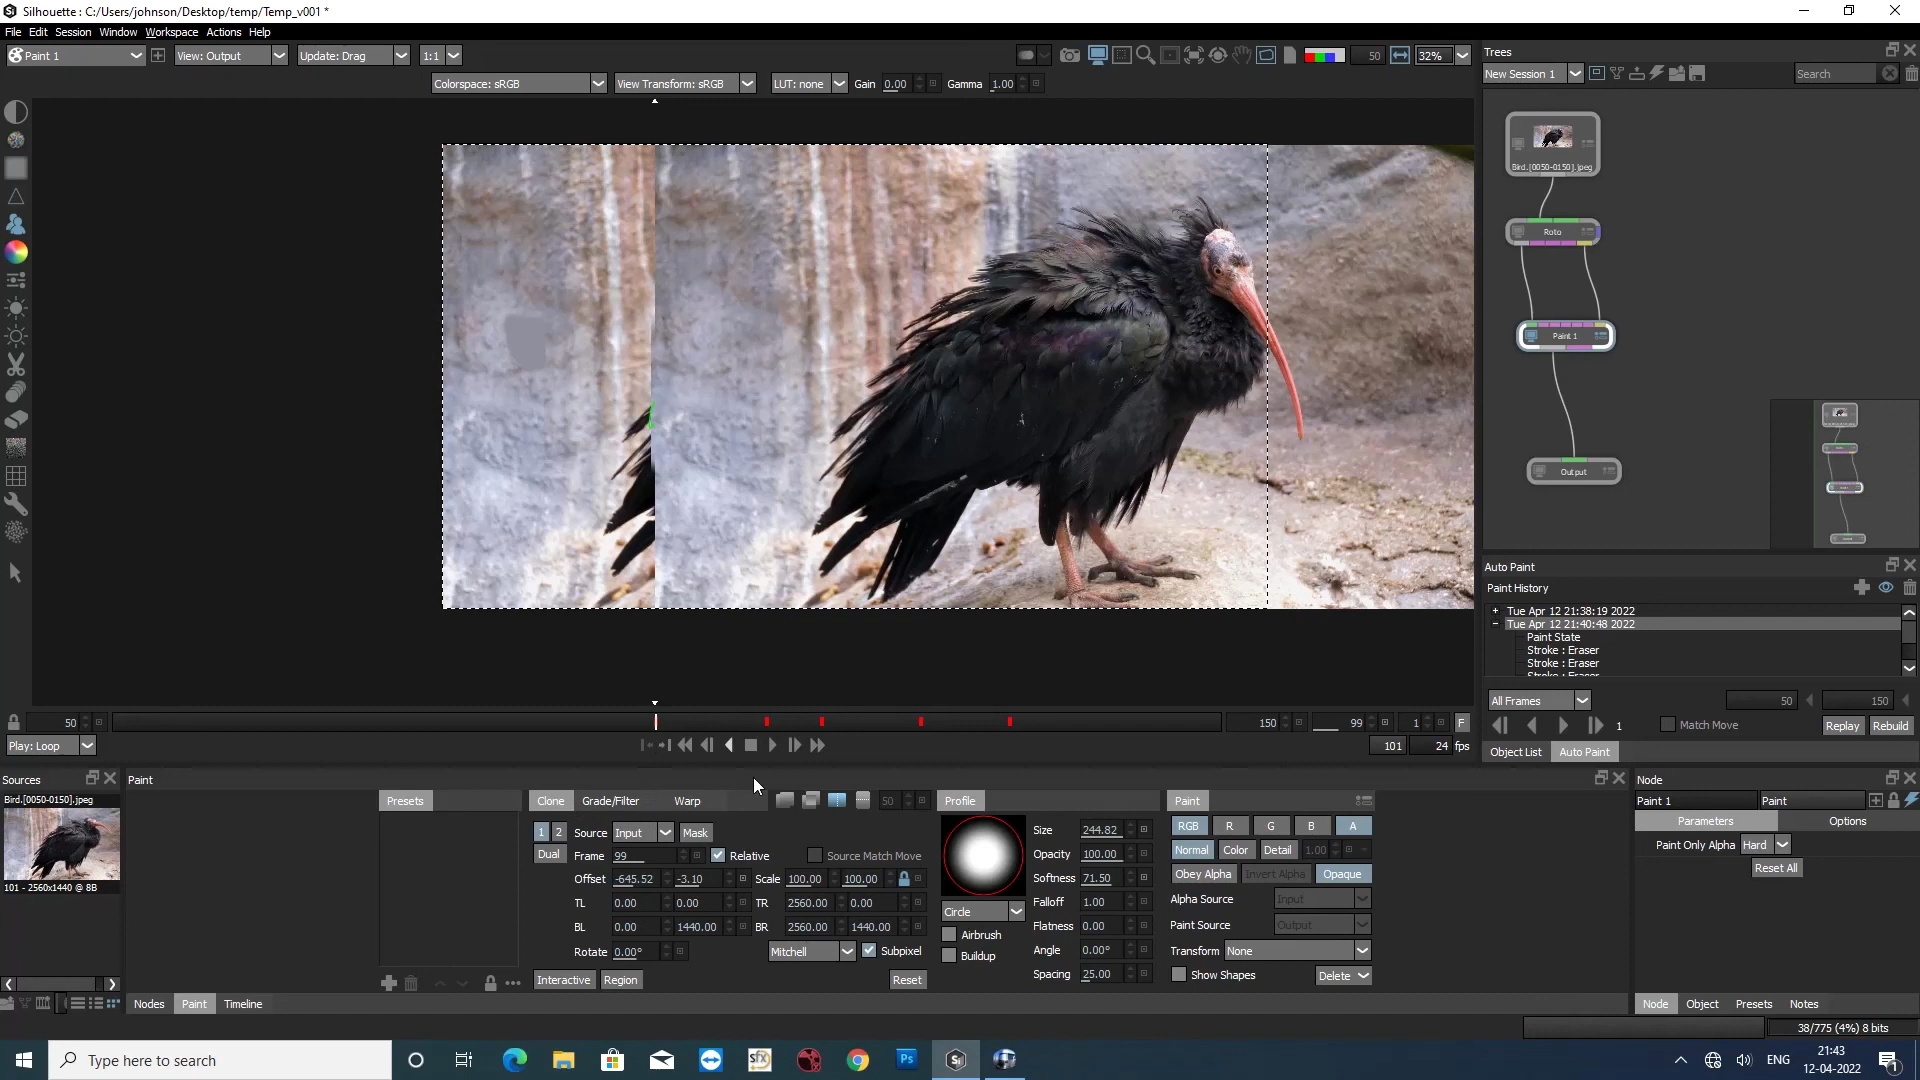 Silhouette : C:/Users/johnson/Desktop/temp/Temp_v001 *
File Edit Session Window Workspace Actions Help
Paint 1 View: Output Update: Drag 1:1 50 32%
Colorspace: sRGB View Transform: sRGB LUT: none Gain 0.00 Gamma 1.00
Trees
New Session 1 Search
Bird.[0050-0150].jpeg
Roto
Paint 1
Output
Auto Paint
Paint History
+ Tue Apr 12 21:38:19 2022
- Tue Apr 12 21:40:48 2022
Paint State
Stroke : Eraser
Stroke : Eraser
Stroke : Eraser
All Frames 50 150
1 Match Move Replay Rebuild
Object List Auto Paint
50 150 99 1 F
Play: Loop 101 24 fps
Sources
Bird.[0050-0150].jpeg
101 - 2560x1440 @ 8B
Paint
Presets
Clone Grade/Filter Warp 50
1 2 Source Input Mask
Dual Frame 99 Relative Source Match Move
Offset -645.52 -3.10 Scale 100.00 100.00
TL 0.00 0.00 TR 2560.00 0.00
BL 0.00 1440.00 BR 2560.00 1440.00
Rotate 0.00° Mitchell Subpixel
Interactive Region Reset
Profile
Circle
Airbrush
Buildup
Size 244.82
Opacity 100.00
Softness 71.50
Falloff 1.00
Flatness 0.00
Angle 0.00°
Spacing 25.00
Paint
RGB R G B A
Normal Color Detail 1.00
Obey Alpha Invert Alpha Opaque
Alpha Source Input
Paint Source Output
Transform None
Show Shapes Delete
Nodes Paint Timeline
Node
Paint 1 Paint
Parameters Options
Paint Only Alpha Hard
Reset All
Node Object Presets Notes
38/775 (4%) 8 bits
Type here to search
sfx
Ps
Si
ENG
21:43
12-04-2022
1